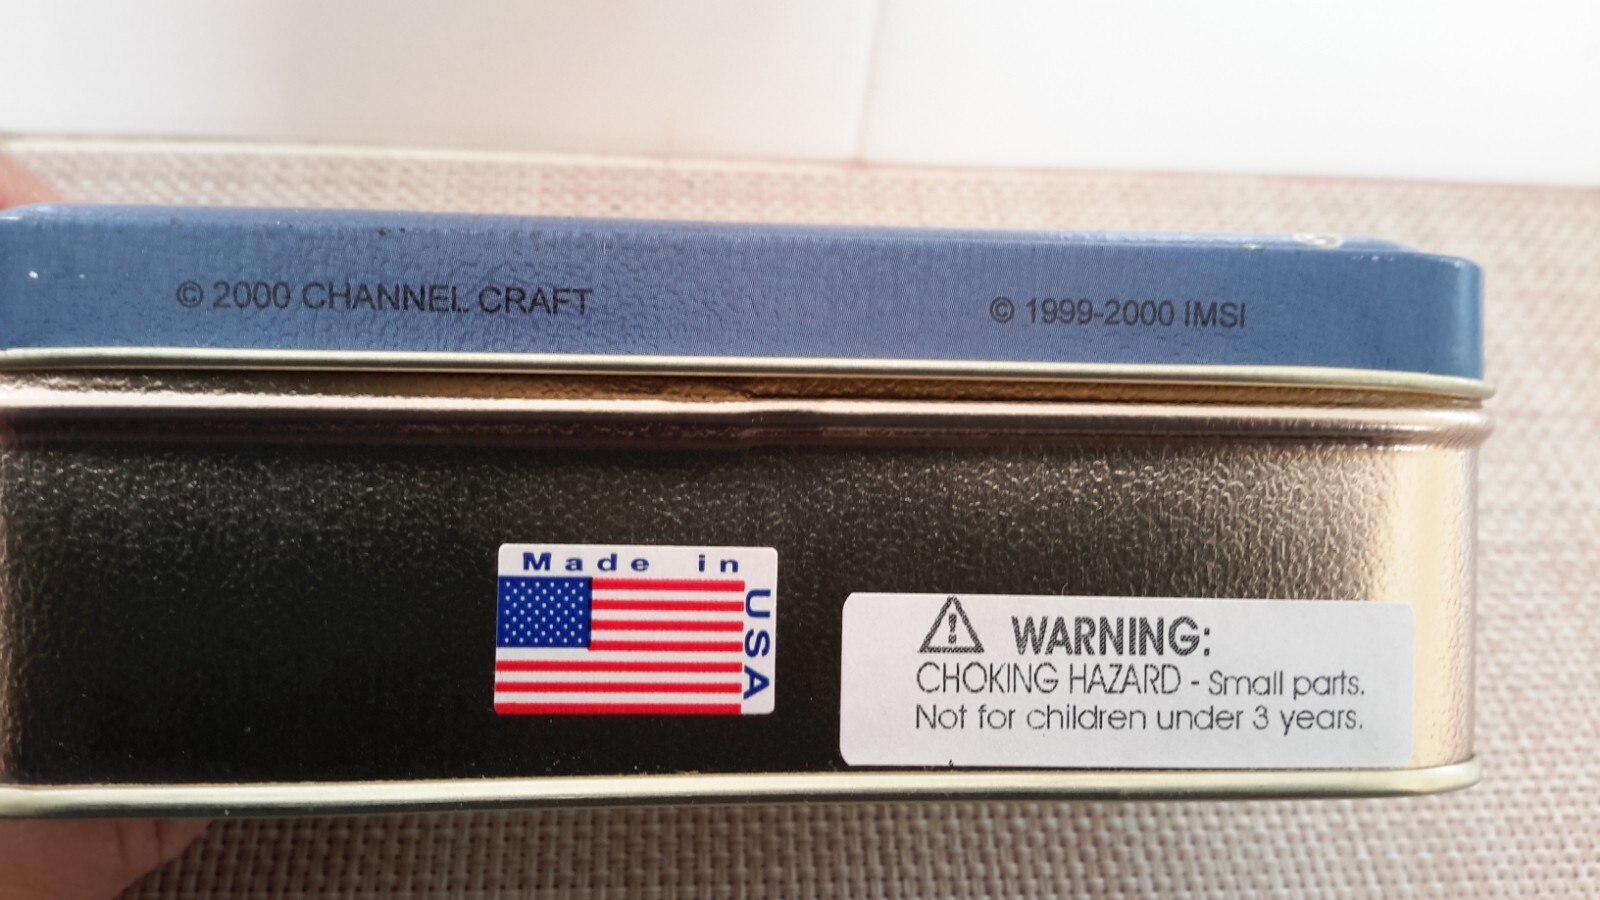 © 2000 CHANNEL CRAFT
© 1999-2000 IMSI
Made in
USA
WARNING:
CHOKING HAZARD - Small parts.
Not for children under 3 years.